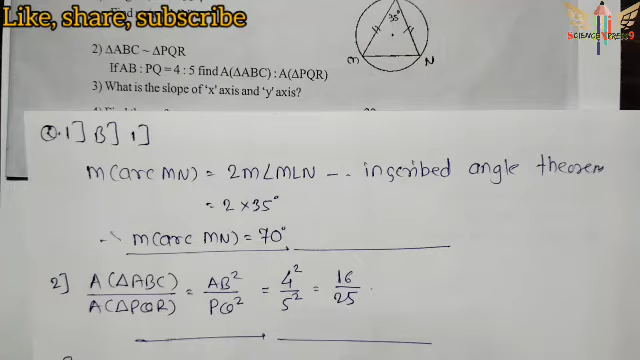 Like, share, subscribe
SCIENCEXPRESS9
35°
M N
2) ΔABC ~ ΔPQR
If AB : PQ = 4 : 5 find A(ΔABC) : A(ΔPQR)
3) What is the slope of 'x' axis and 'y' axis?
Q.1] B] 1]
m(arc MN) = 2m∠MLN -- inscribed angle theorem
= 2 × 35°
∴ m(arc MN) = 70°
2] A(ΔABC)/A(ΔPQR) = AB²/PQ² = 4²/5² = 16/25